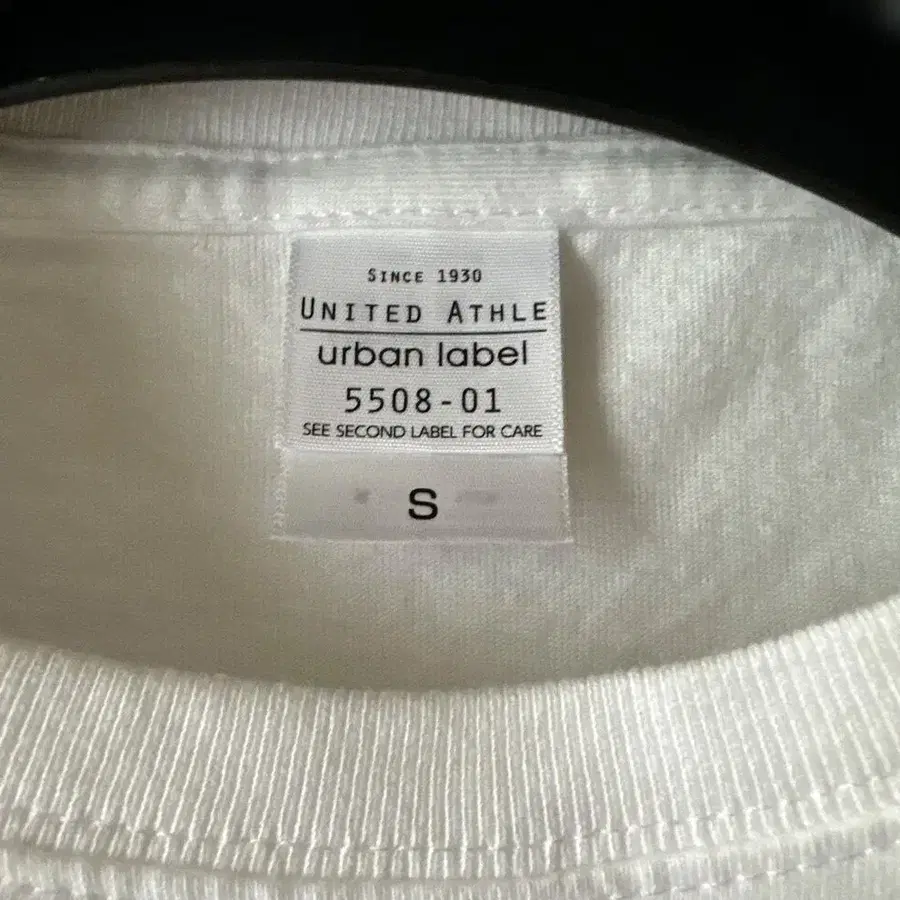 SINCE 1930
UNITED ATHLE
urban label
5508-01
SEE SECOND LABEL FOR CARE
S